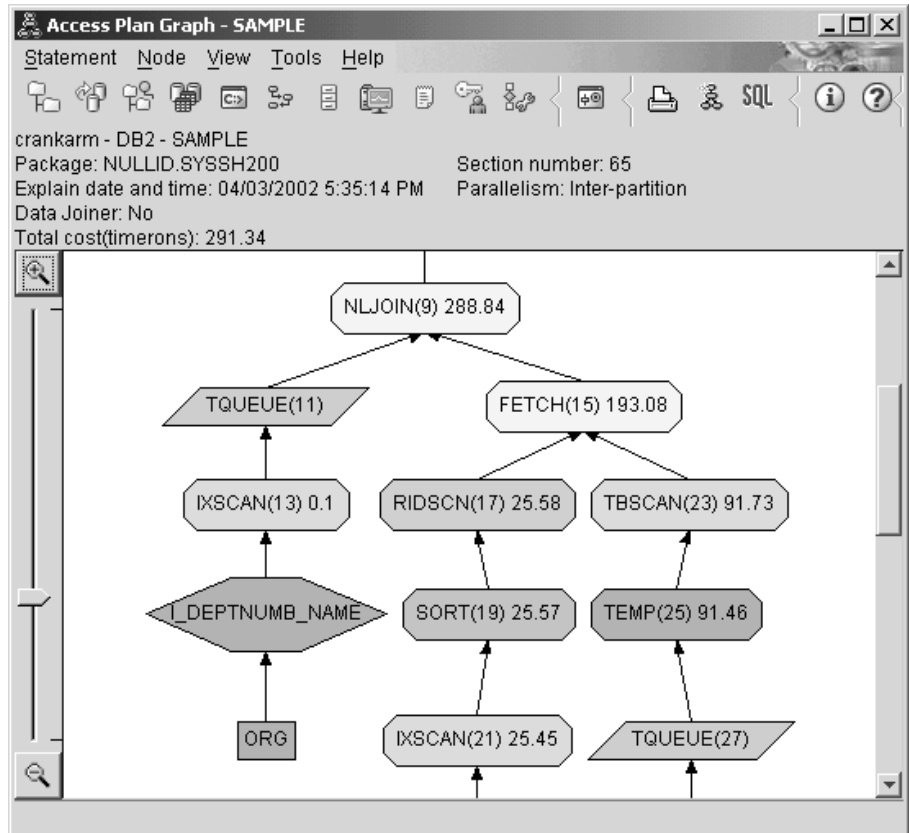 Access Plan Graph - SAMPLE
Statement Node View Tools Help
SQL
crankarm - DB2 - SAMPLE
Package: NULLID.SYSSH200 Section number: 65
Explain date and time: 04/03/2002 5:35:14 PM Parallelism: Inter-partition
Data Joiner: No
Total cost(timerons): 291.34
NLJOIN(9) 288.84
TQUEUE(11) FETCH(15) 193.08
IXSCAN(13) 0.1 RIDSCN(17) 25.58 TBSCAN(23) 91.73
I_DEPTNUMB_NAME SORT(19) 25.57 TEMP(25) 91.46
ORG IXSCAN(21) 25.45 TQUEUE(27)